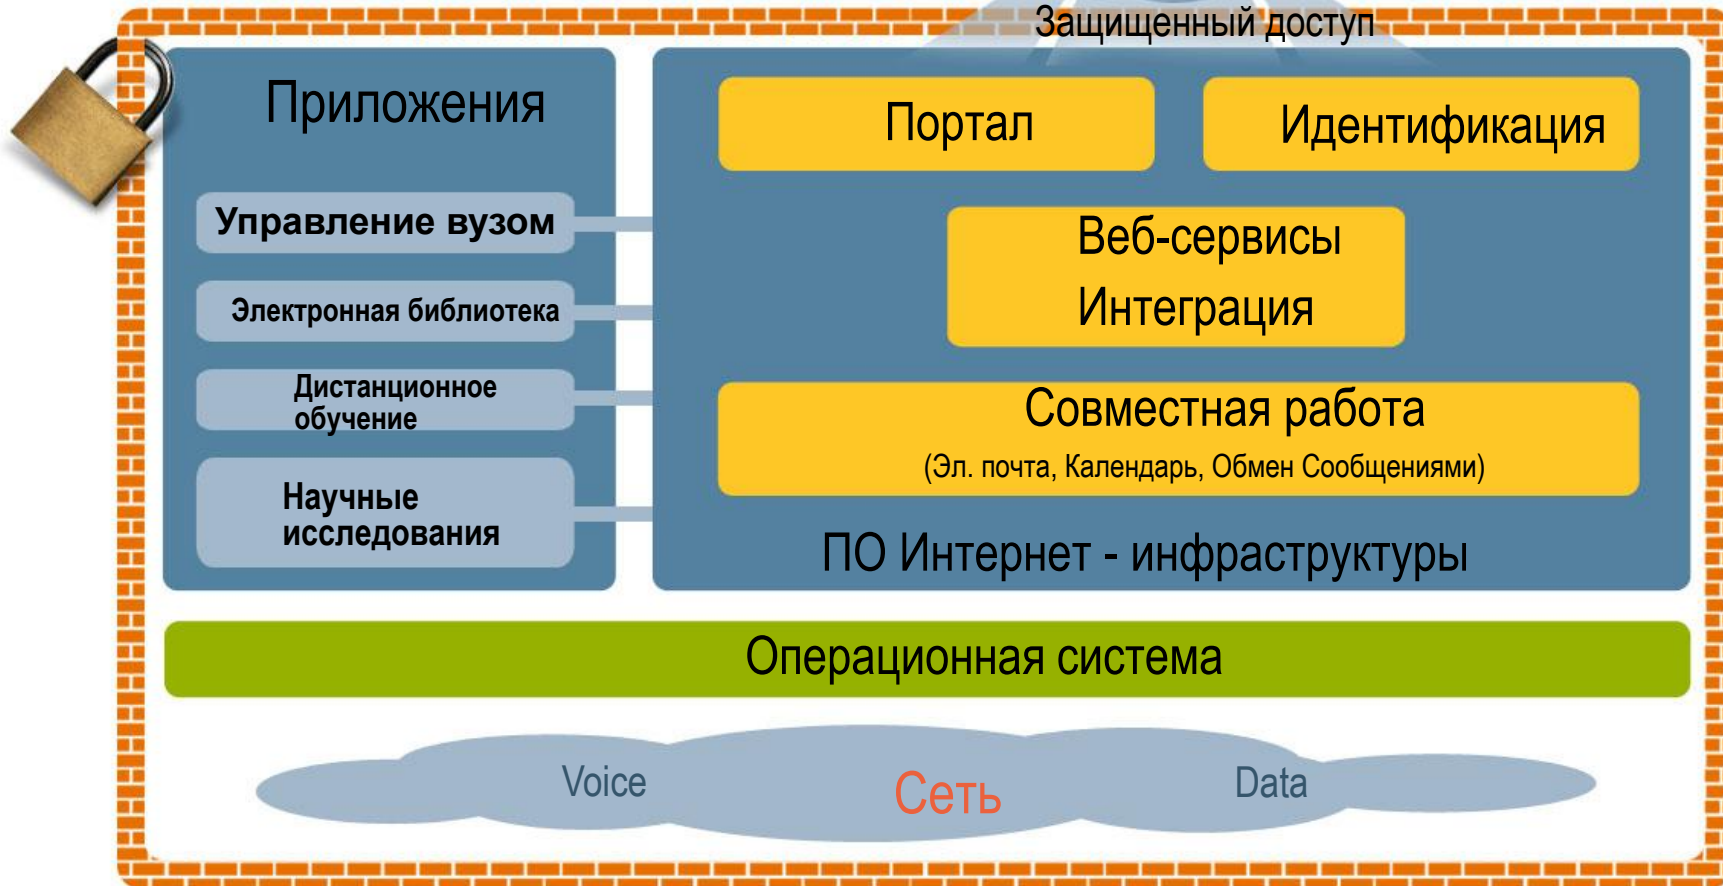 Защищенный доступ
Приложения
Управление вузом
Электронная библиотека
Дистанционное
обучение
Научные
исследования
Портал
Идентификация
Веб-сервисы
Интеграция
Совместная работа
(Эл. почта, Календарь, Обмен Сообщениями)
ПО Интернет - инфраструктуры
Операционная система
Voice
Сеть
Data